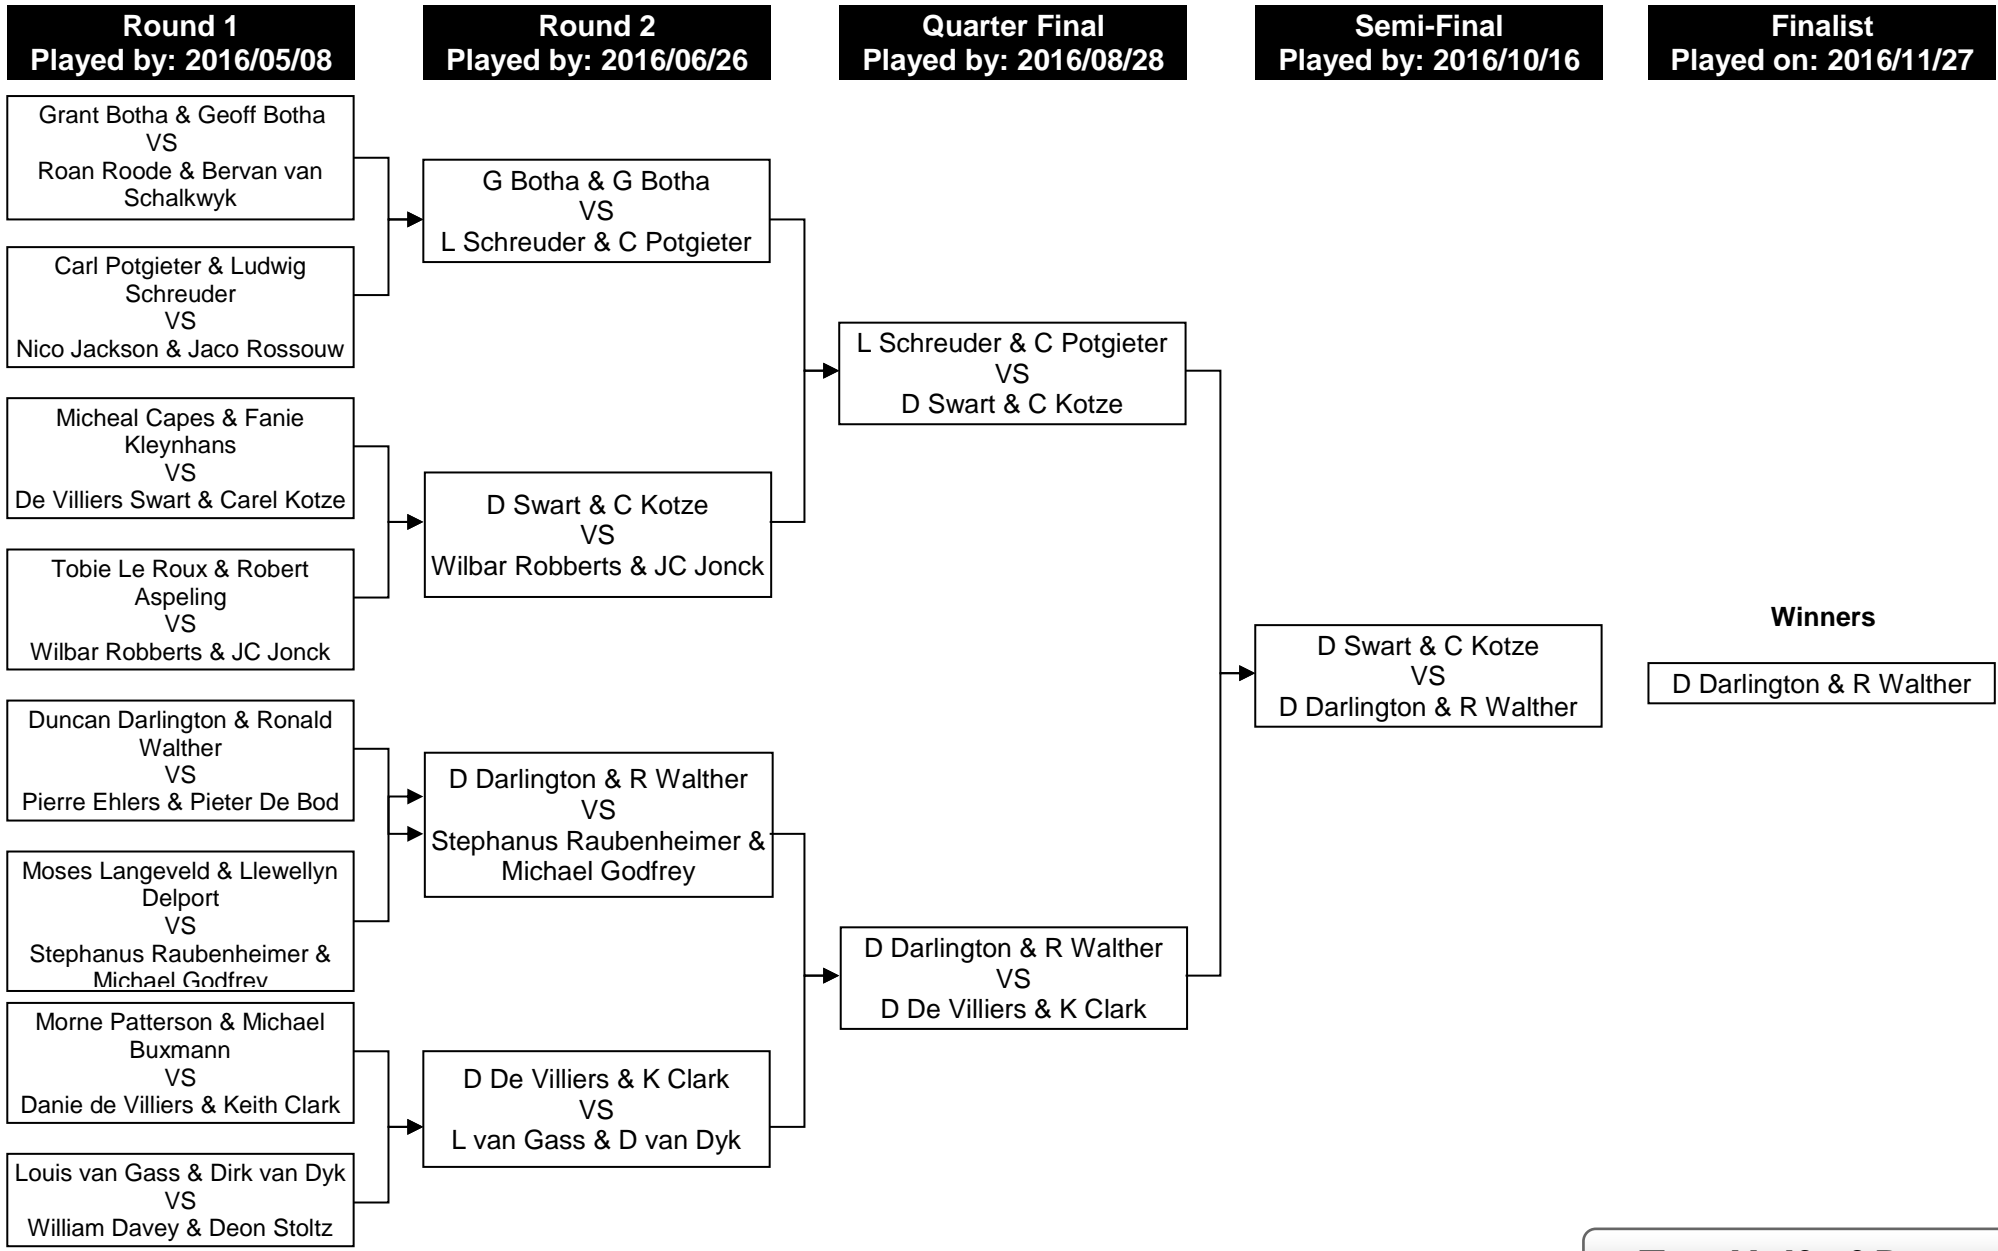 Round 1
Played by: 2016/05/08
Round 2
Played by: 2016/06/26
Quarter Final
Played by: 2016/08/28
Semi-Final
Played by: 2016/10/16
Finalist
Played on: 2016/11/27
Grant Botha & Geoff Botha
VS
Roan Roode & Bervan van
Schalkwyk
Carl Potgieter & Ludwig
Schreuder
VS
Nico Jackson & Jaco Rossouw
Micheal Capes & Fanie
Kleynhans
VS
De Villiers Swart & Carel Kotze
Tobie Le Roux & Robert
Aspeling
VS
Wilbar Robberts & JC Jonck
Duncan Darlington & Ronald
Walther
VS
Pierre Ehlers & Pieter De Bod
Moses Langeveld & Llewellyn
Delport
VS
Stephanus Raubenheimer &
Michael Godfrey
Morne Patterson & Michael
Buxmann
VS
Danie de Villiers & Keith Clark
Louis van Gass & Dirk van Dyk
VS
William Davey & Deon Stoltz
G Botha & G Botha
VS
L Schreuder & C Potgieter
D Swart & C Kotze
VS
Wilbar Robberts & JC Jonck
D Darlington & R Walther
VS
Stephanus Raubenheimer &
Michael Godfrey
D De Villiers & K Clark
VS
L van Gass & D van Dyk
L Schreuder & C Potgieter
VS
D Swart & C Kotze
D Darlington & R Walther
VS
D De Villiers & K Clark
D Swart & C Kotze
VS
D Darlington & R Walther
Winners
D Darlington & R Walther